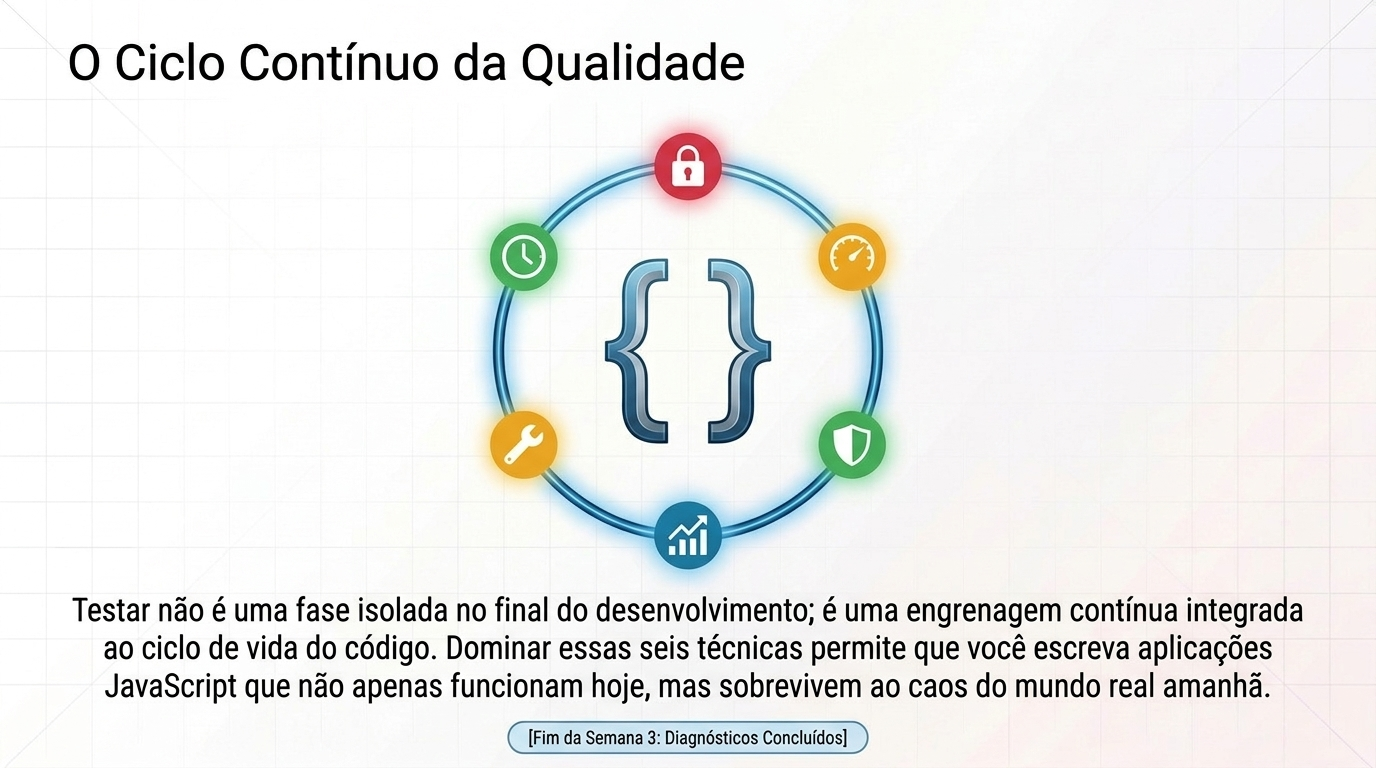 O Ciclo Contínuo da Qualidade
{ }
Testar não é uma fase isolada no final do desenvolvimento; é uma engrenagem contínua integrada
ao ciclo de vida do código. Dominar essas seis técnicas permite que você escreva aplicações
JavaScript que não apenas funcionam hoje, mas sobrevivem ao caos do mundo real amanhã.
[Fim da Semana 3: Diagnósticos Concluídos]